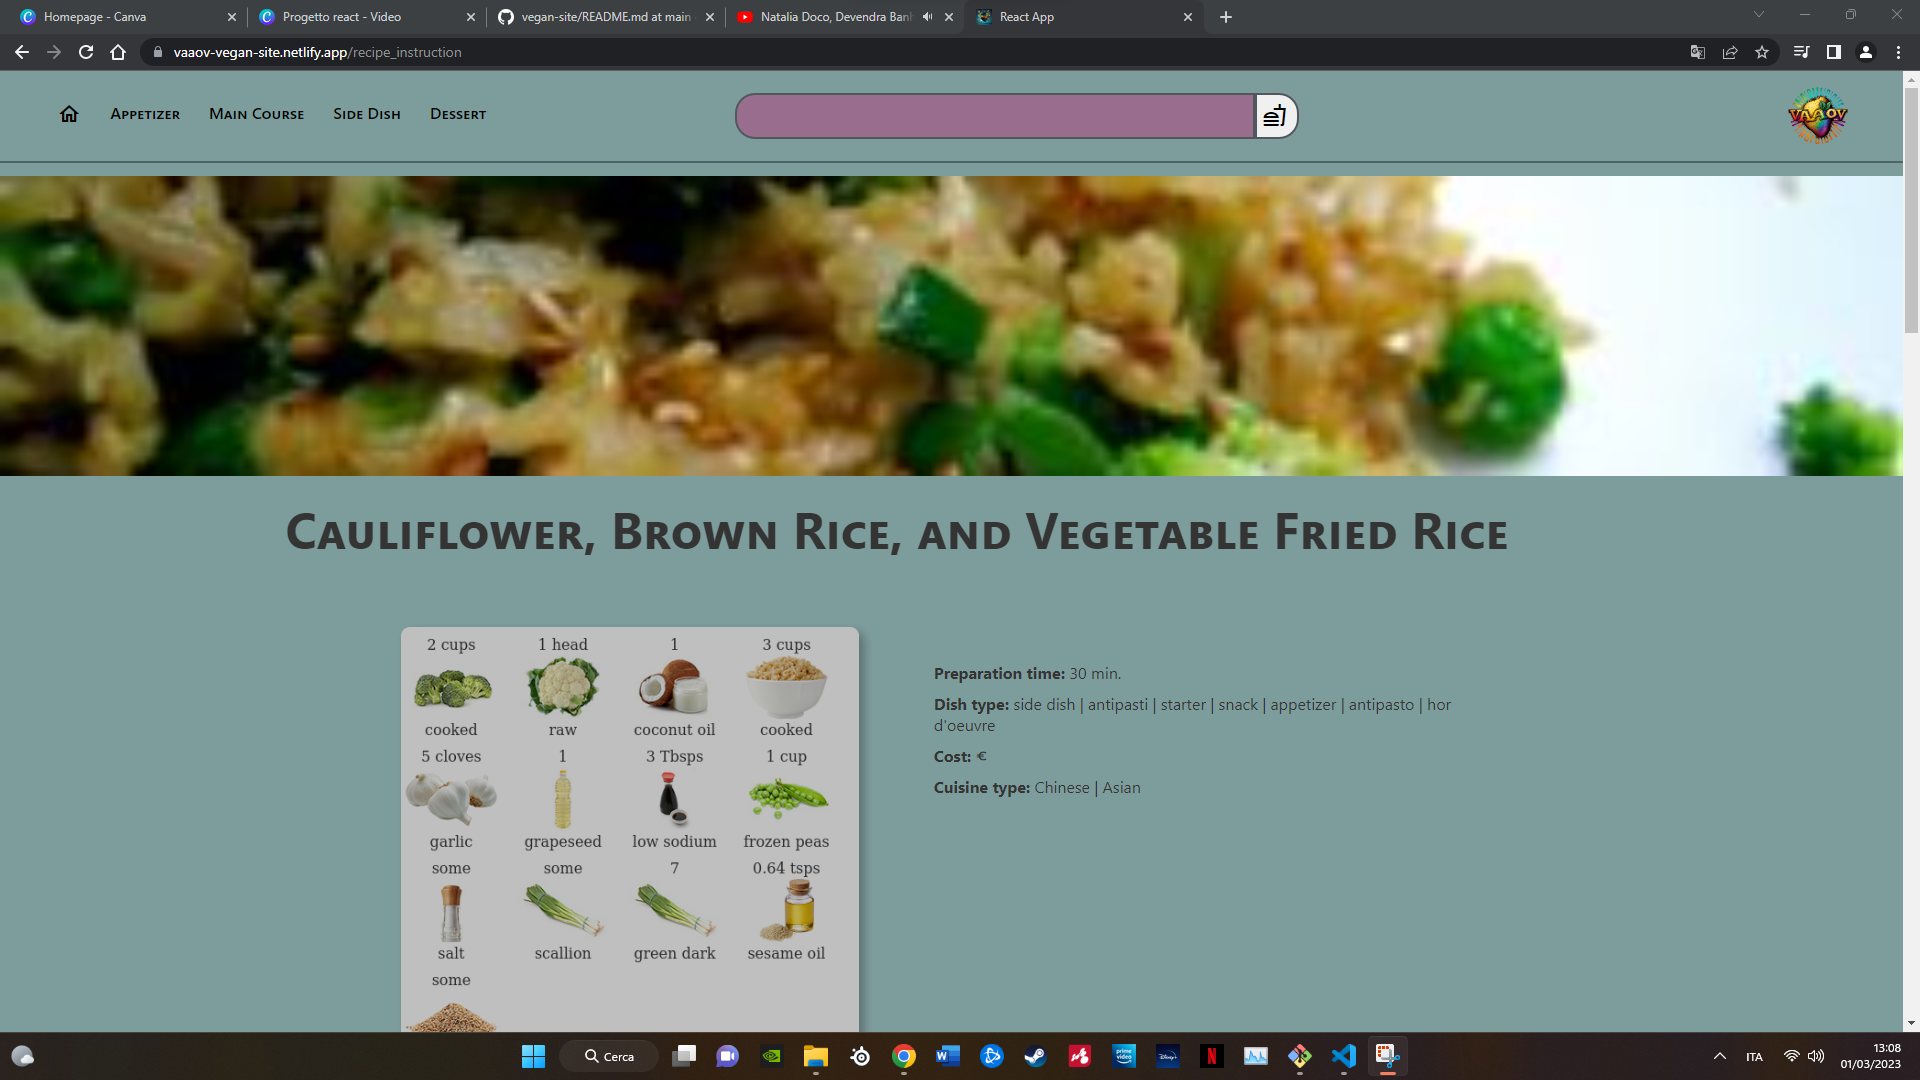 Homepage - Canva
Progetto react - Video
vegan-site/README.md at main
Natalia Doco, Devendra Banh
React App
vaaov-vegan-site.netlify.app/recipe_instruction
Appetizer
Main Course
Side Dish
Dessert
VAAOV
Cauliflower, Brown Rice, and Vegetable Fried Rice
2 cups 1 head 1 3 cups
cooked raw coconut oil cooked
5 cloves 1 3 Tbsps 1 cup
garlic grapeseed low sodium frozen peas
some some 7 0.64 tsps
salt scallion green dark sesame oil
some
Preparation time: 30 min.
Dish type: side dish | antipasti | starter | snack | appetizer | antipasto | hor
d'oeuvre
Cost: €
Cuisine type: Chinese | Asian
Cerca
prime video
Disney+
N
ITA
13:08
01/03/2023